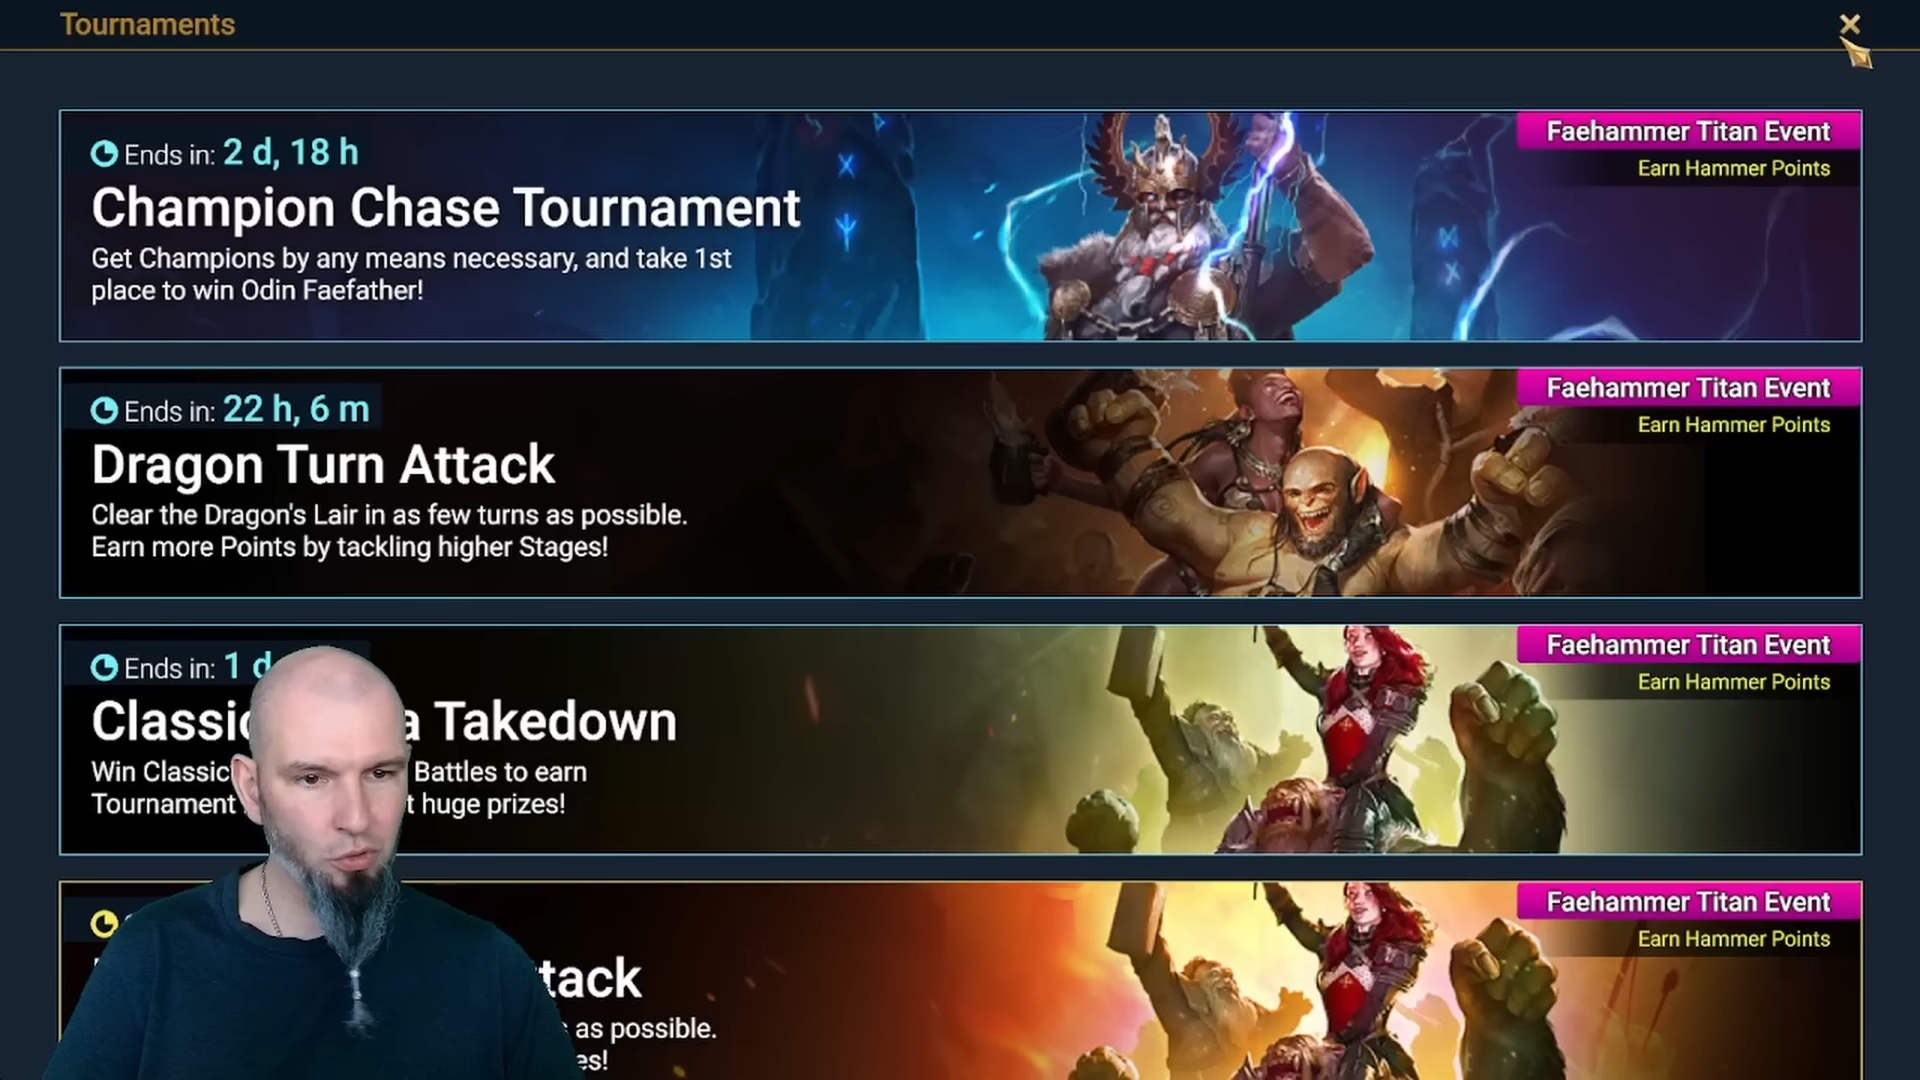 Tournaments
Ends in: 2 d, 18 h
Faehammer Titan Event
Earn Hammer Points
Champion Chase Tournament
Get Champions by any means necessary, and take 1st
place to win Odin Faefather!
Ends in: 22 h, 6 m
Faehammer Titan Event
Earn Hammer Points
Dragon Turn Attack
Clear the Dragon's Lair in as few turns as possible.
Earn more Points by tackling higher Stages!
Ends in: 1 d
Faehammer Titan Event
Earn Hammer Points
Classic Takedown
Win Classic Battles to earn
Tournament huge prizes!
Faehammer Titan Event
Earn Hammer Points
as possible.